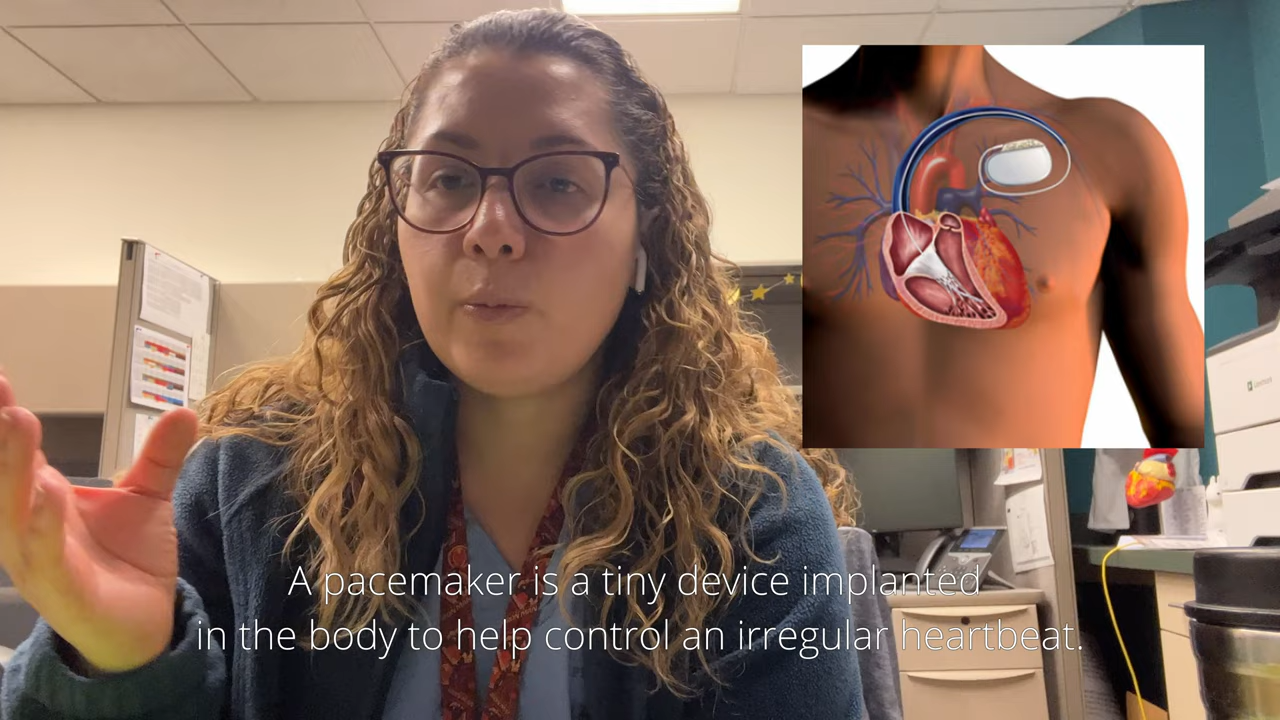 A pacemaker is a tiny device implanted
in the body to help control an irregular heartbeat.